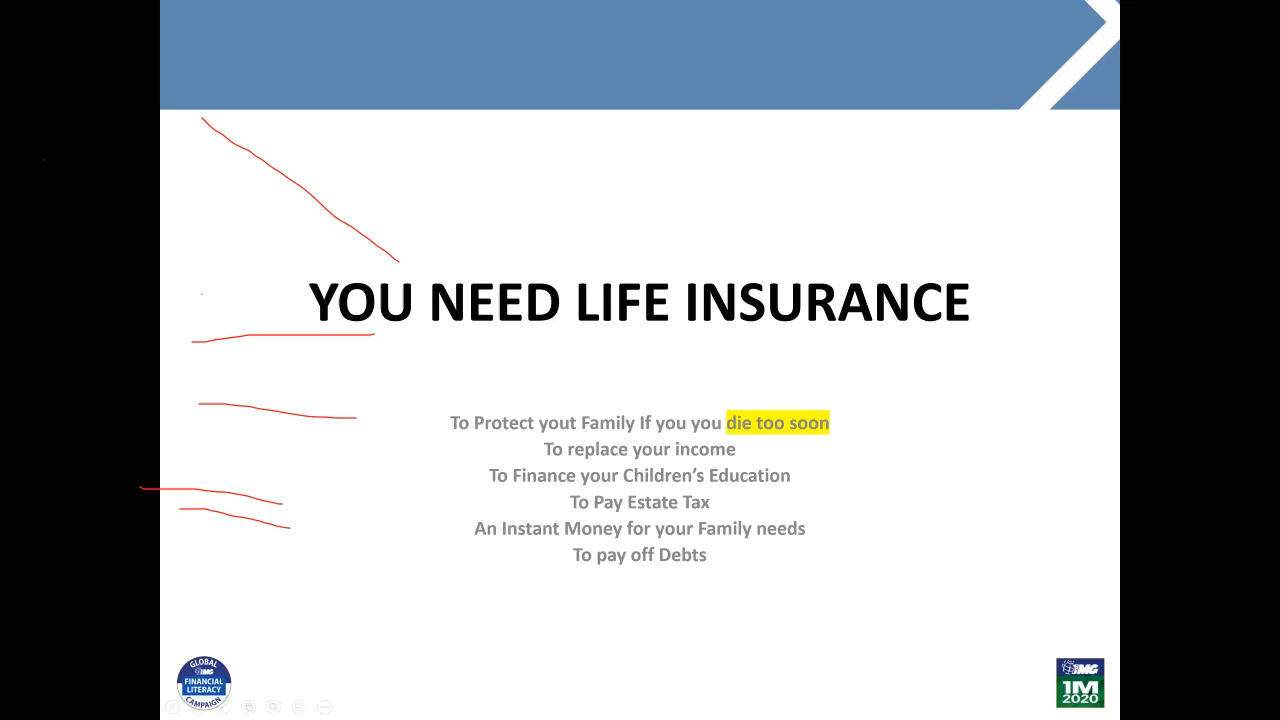 YOU NEED LIFE INSURANCE
To Protect yout Family If you you die too soon
To replace your income
To Finance your Children's Education
To Pay Estate Tax
An Instant Money for your Family needs
To pay off Debts
GLOBAL
IMG
FINANCIAL
LITERACY
CAMPAIGN
IMG
1M
2020